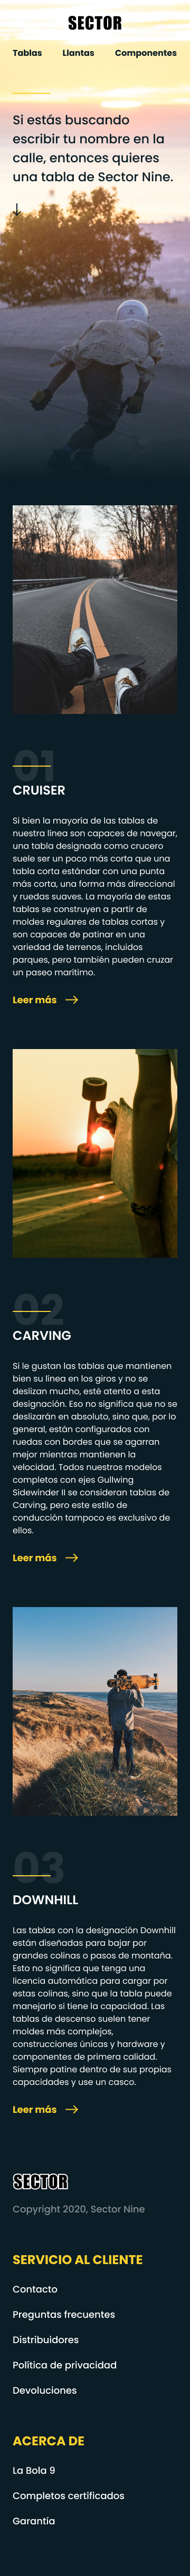 SECTOR
Tablas Llantas Componentes
Si estás buscando
escribir tu nombre en la
calle, entonces quieres
una tabla de Sector Nine.
01
CRUISER
Si bien la mayoría de las tablas de
nuestra línea son capaces de navegar,
una tabla designada como crucero
suele ser un poco más corta que una
tabla corta estándar con una punta
más corta, una forma más direccional
y ruedas suaves. La mayoría de estas
tablas se construyen a partir de
moldes regulares de tablas cortas y
son capaces de patinar en una
variedad de terrenos, incluidos
parques, pero también pueden cruzar
un paseo marítimo.
Leer más
02
CARVING
Si le gustan las tablas que mantienen
bien su línea en los giros y no se
deslizan mucho, esté atento a esta
designación. Eso no significa que no se
deslizarán en absoluto, sino que, por lo
general, están configurados con
ruedas con bordes que se agarran
mejor mientras mantienen la
velocidad. Todos nuestros modelos
completos con ejes Gullwing
Sidewinder II se consideran tablas de
Carving, pero este estilo de
conducción tampoco es exclusivo de
ellos.
Leer más
03
DOWNHILL
Las tablas con la designación Downhill
están diseñadas para bajar por
grandes colinas o pasos de montaña.
Esto no significa que tenga una
licencia automática para cargar por
estas colinas, sino que la tabla puede
manejarlo si tiene la capacidad. Las
tablas de descenso suelen tener
moldes más complejos,
construcciones únicas y hardware y
componentes de primera calidad.
Siempre patine dentro de sus propias
capacidades y use un casco.
Leer más
SECTOR
Copyright 2020, Sector Nine
SERVICIO AL CLIENTE
Contacto
Preguntas frecuentes
Distribuidores
Política de privacidad
Devoluciones
ACERCA DE
La Bola 9
Completos certificados
Garantía